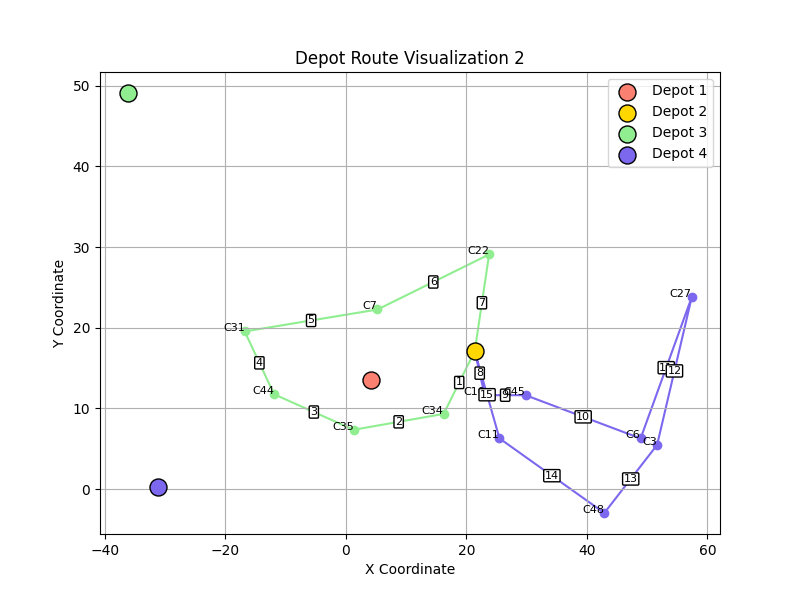 Depot Route Visualization 2
Depot 1
Depot 2
Depot 3
Depot 4
Y Coordinate
50
40
30
20
10
0
C22
C27
6
7
C7
5
C31
4
8
12
C44
1
15
C45
10
3
C34
2
C35
C11
C6
C3
14
13
C48
−40
−20
0
20
40
60
X Coordinate